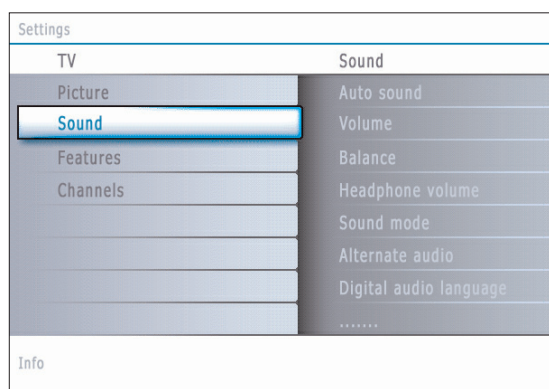 Settings
TV
Picture
Sound
Features
Channels
Sound
Auto sound
Volume
Balance
Headphone volume
Sound mode
Alternate audio
Digital audio language
.......
Info